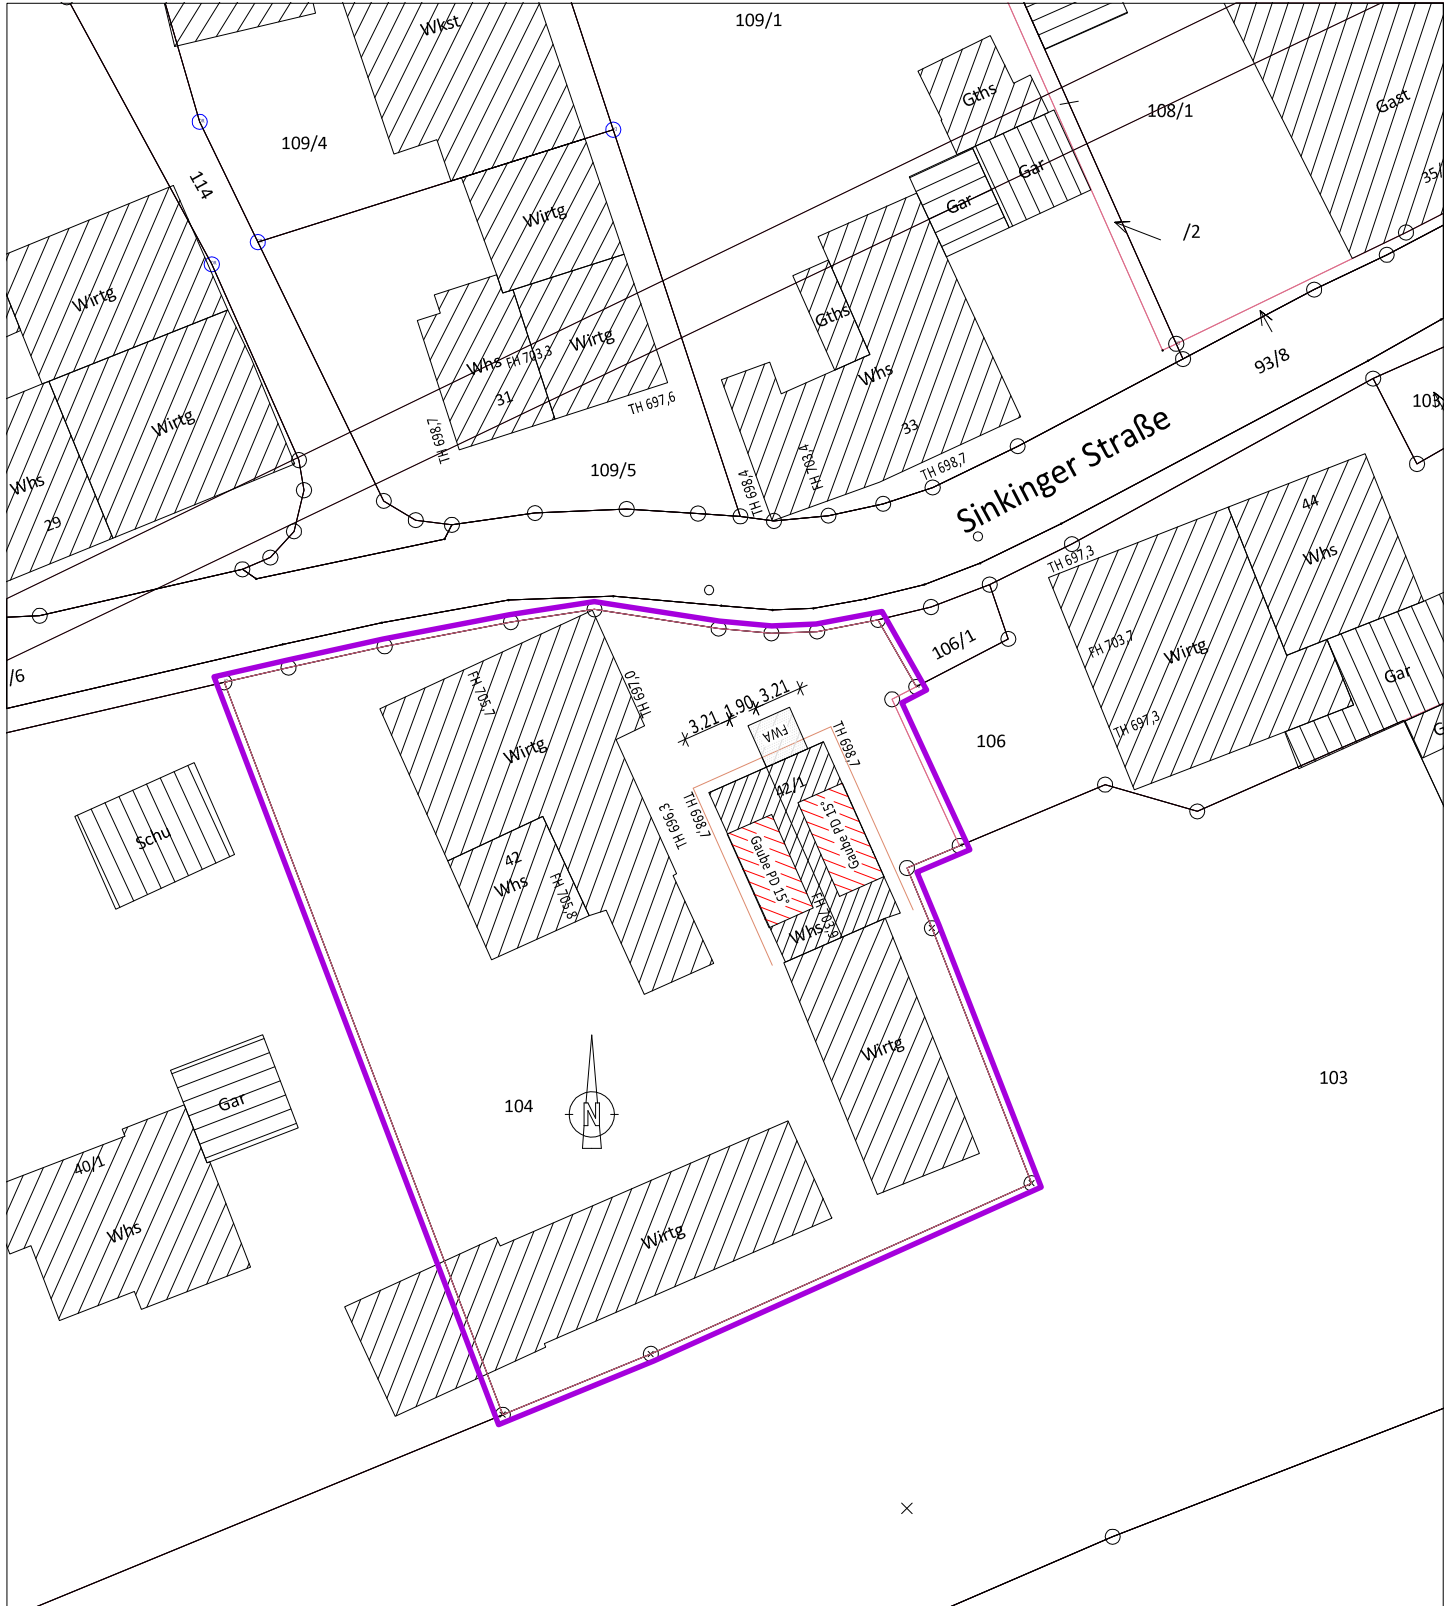 Wkst
109/1
Gths
108/1
Gast
109/4
35/
114
Gar
Gar
Wirtg
/2
Wirtg
Gths
Wirtg
Whs
FH 703,3
31
Whs
93/8
TH 697,6
TH 698,7
33
Wirtg
Sinkinger Straße
109/5
TH 698,4
FH 703,4
TH 698,7
Whs
29
44
Whs
TH 697,3
106/1
FH 703,7
Wirtg
Gar
/6
FH 705,7
TH 697,0
3.21
1.90
3.21
FWA
TH 698,7
TH 697,3
106
Wirtg
42/1
TH 698,7
TH 696,3
Gaube PD 15°
Gaube PD 15°
Schu
42
Whs
FH 705,8
FH 703,9
Whs
Wirtg
103
104
N
Gar
40/1
Whs
Wirtg